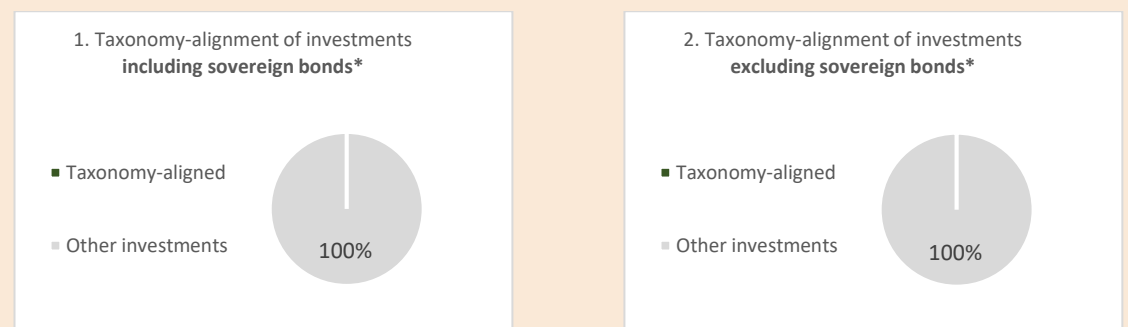 1. Taxonomy-alignment of investments
including sovereign bonds*
Taxonomy-aligned
Other investments
100%
2. Taxonomy-alignment of investments
excluding sovereign bonds*
Taxonomy-aligned
Other investments
100%